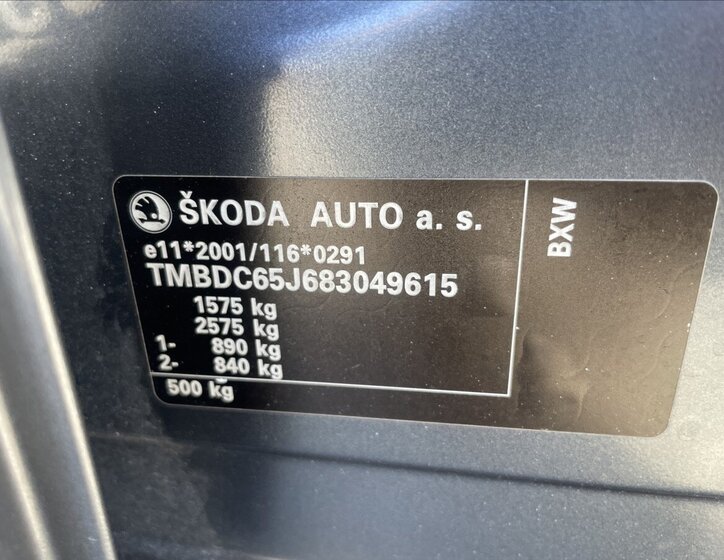 ŠKODA AUTO a. s.
e11*2001/116*0291
TMBDC65J683049615
1575 kg
2575 kg
1- 890 kg
2- 840 kg
500 kg
BXW